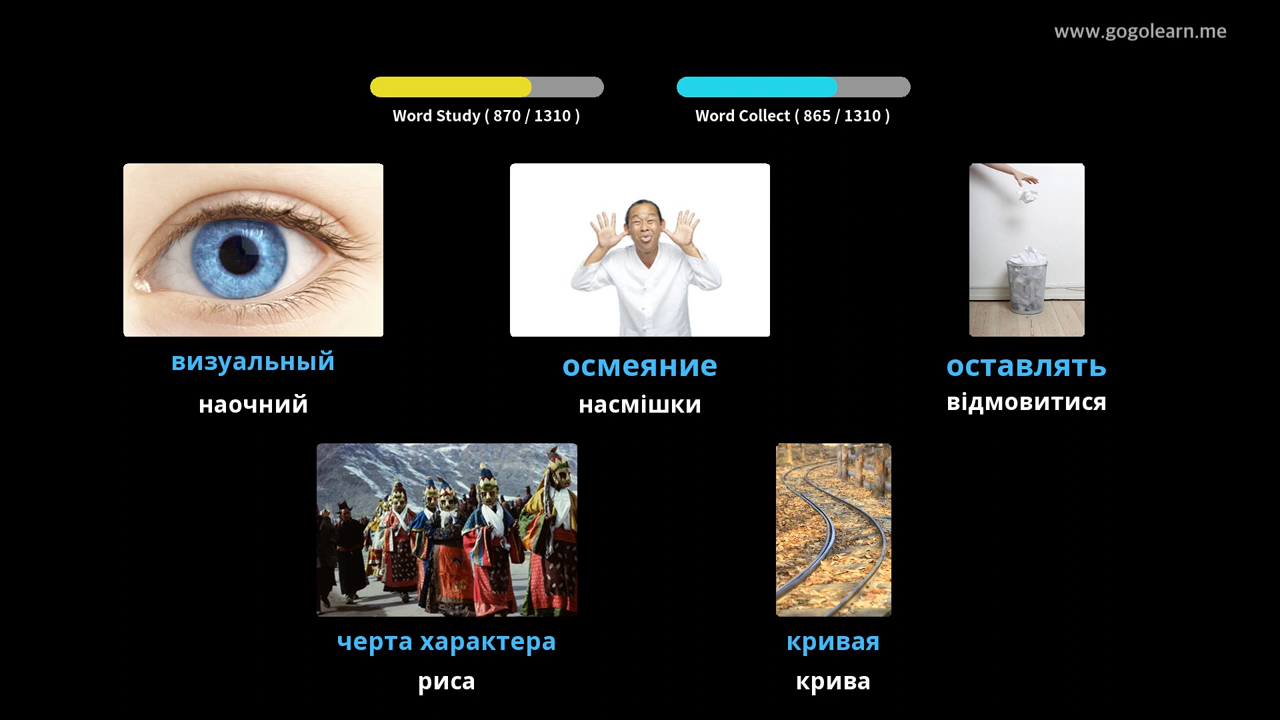 www.gogolearn.me
Word Study ( 870 / 1310 )
Word Collect ( 865 / 1310 )
визуальный
осмеяние
оставлять
наочний
насмішки
відмовитися
черта характера
кривая
риса
крива